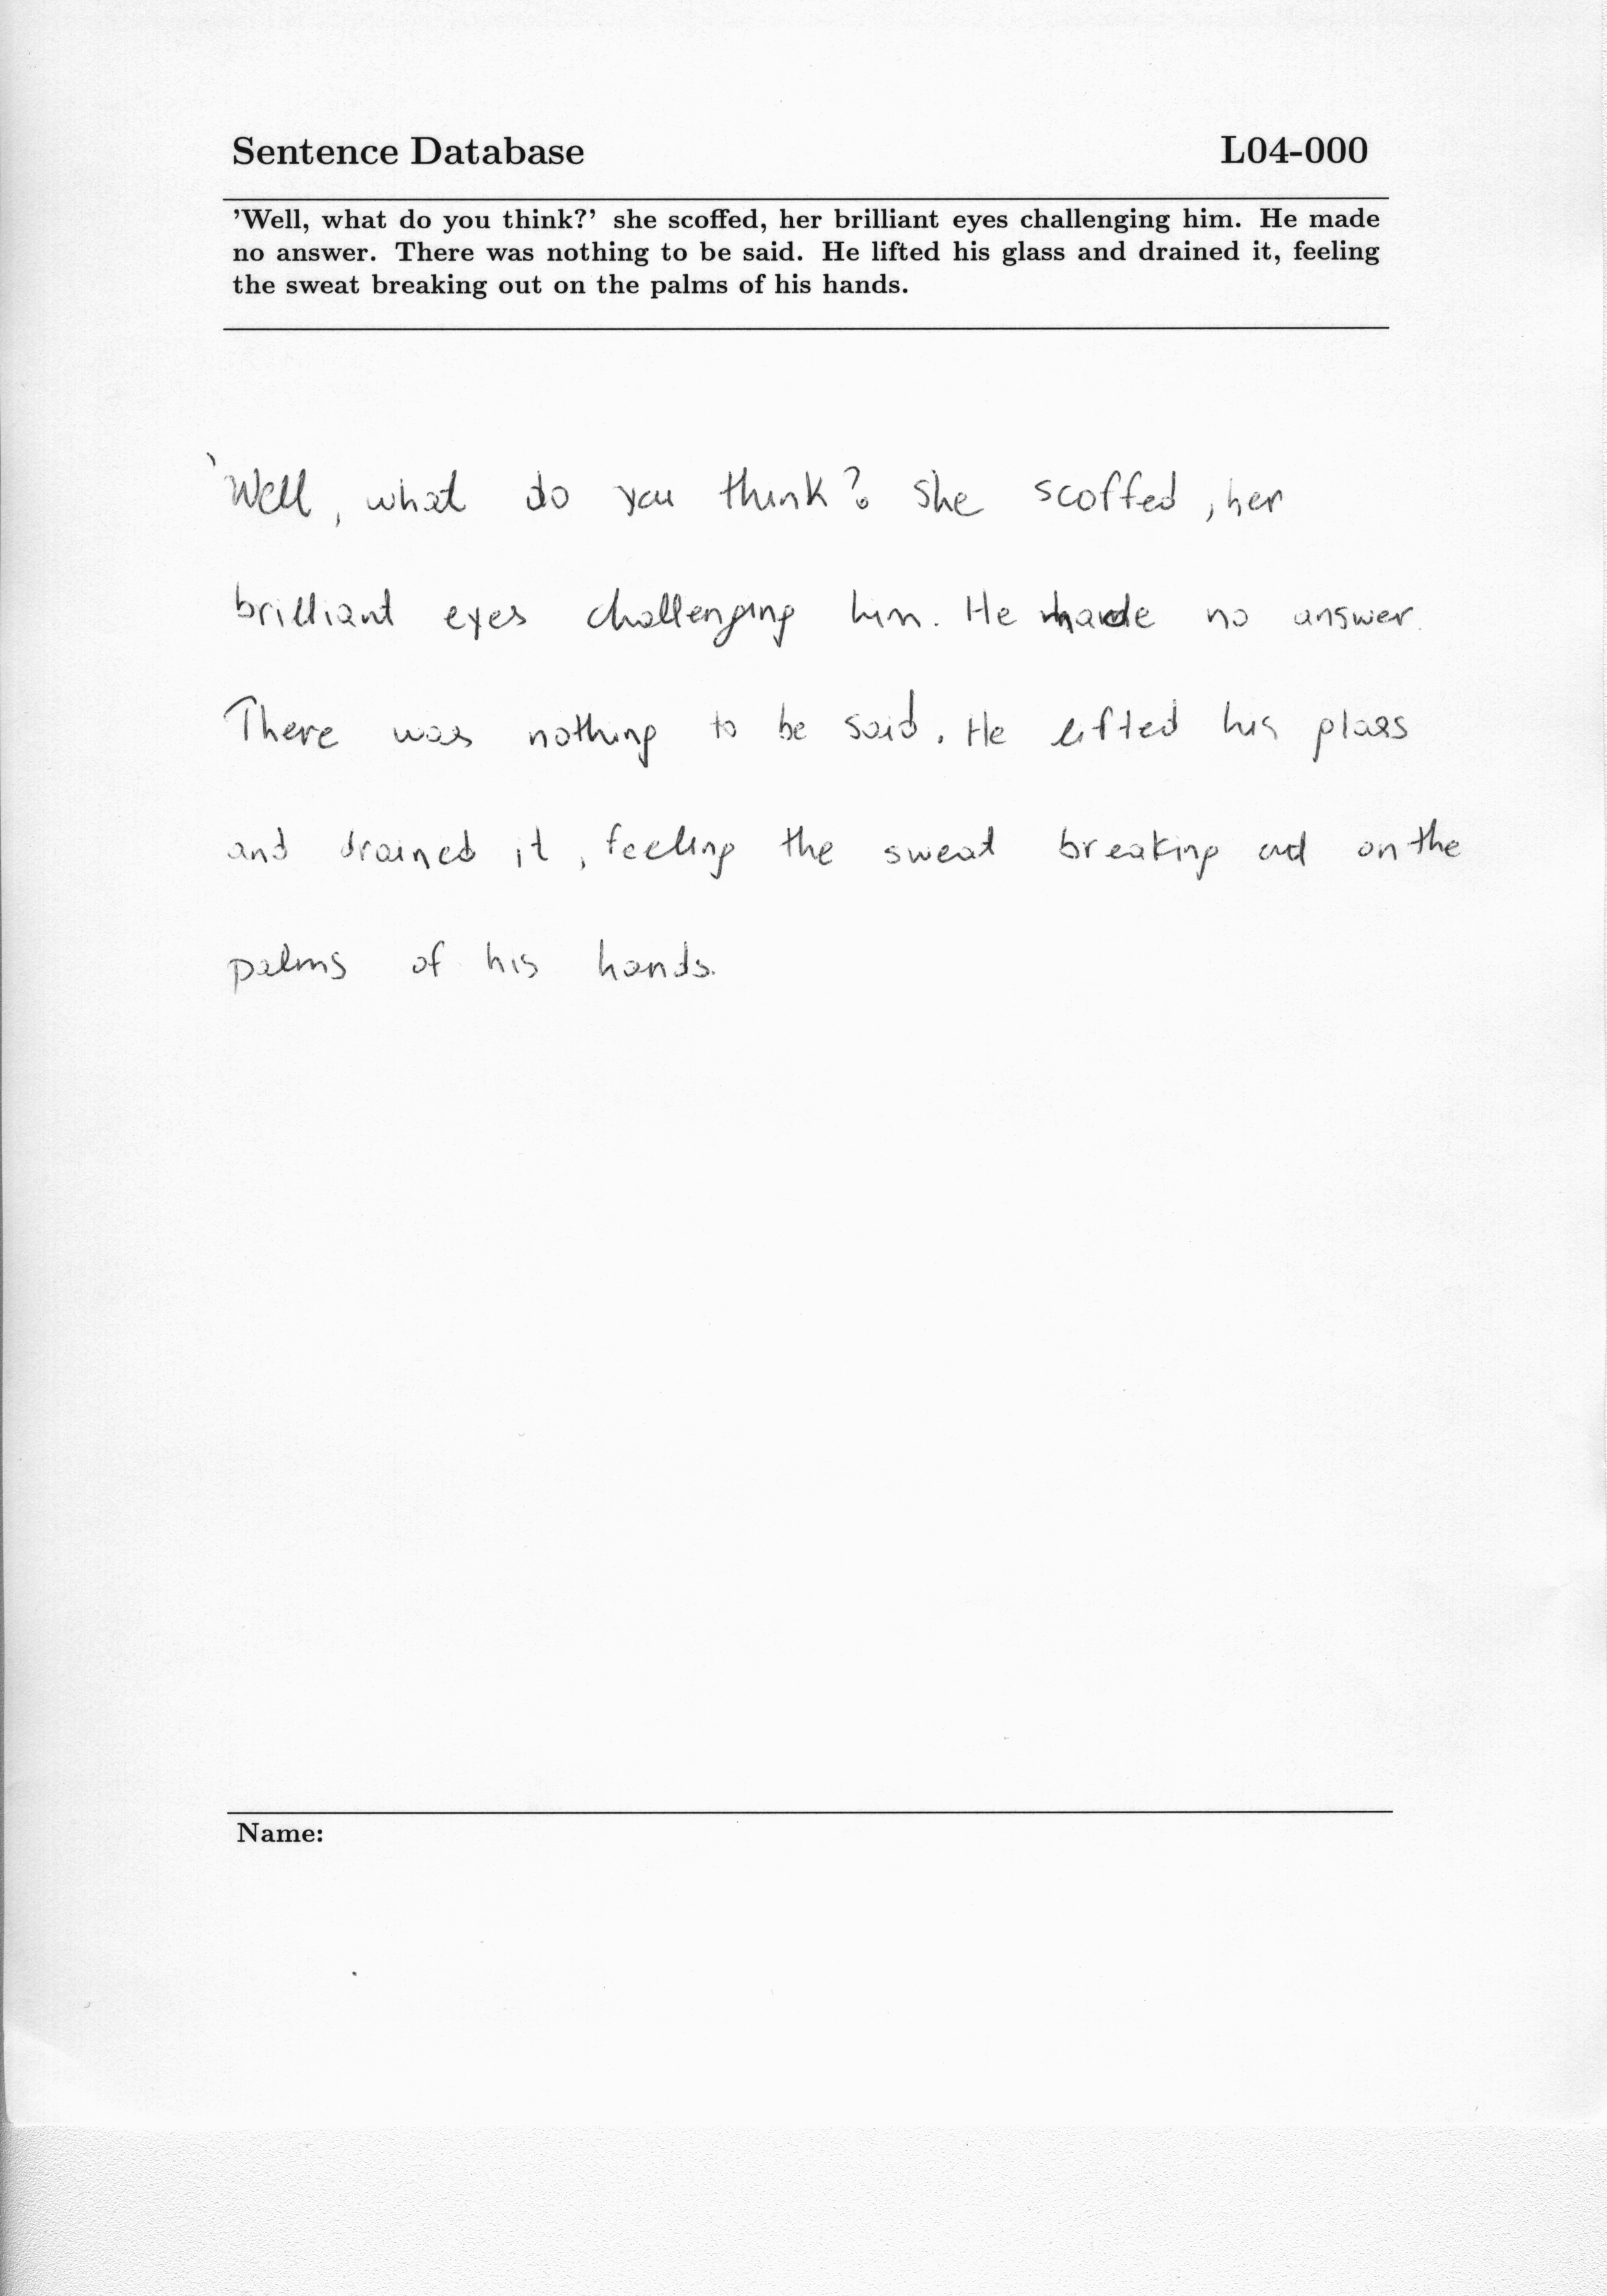 Sentence Database L04-000
'Well, what do you think?' she scoffed, her brilliant eyes challenging him. He made
no answer. There was nothing to be said. He lifted his glass and drained it, feeling
the sweat breaking out on the palms of his hands.
'Well, what do you think? she scoffed, her
brilliant eyes challenging him. He made no answer.
There was nothing to be said. He lifted his glass
and drained it, feeling the sweat breaking out on the
palms of his hands.
Name: